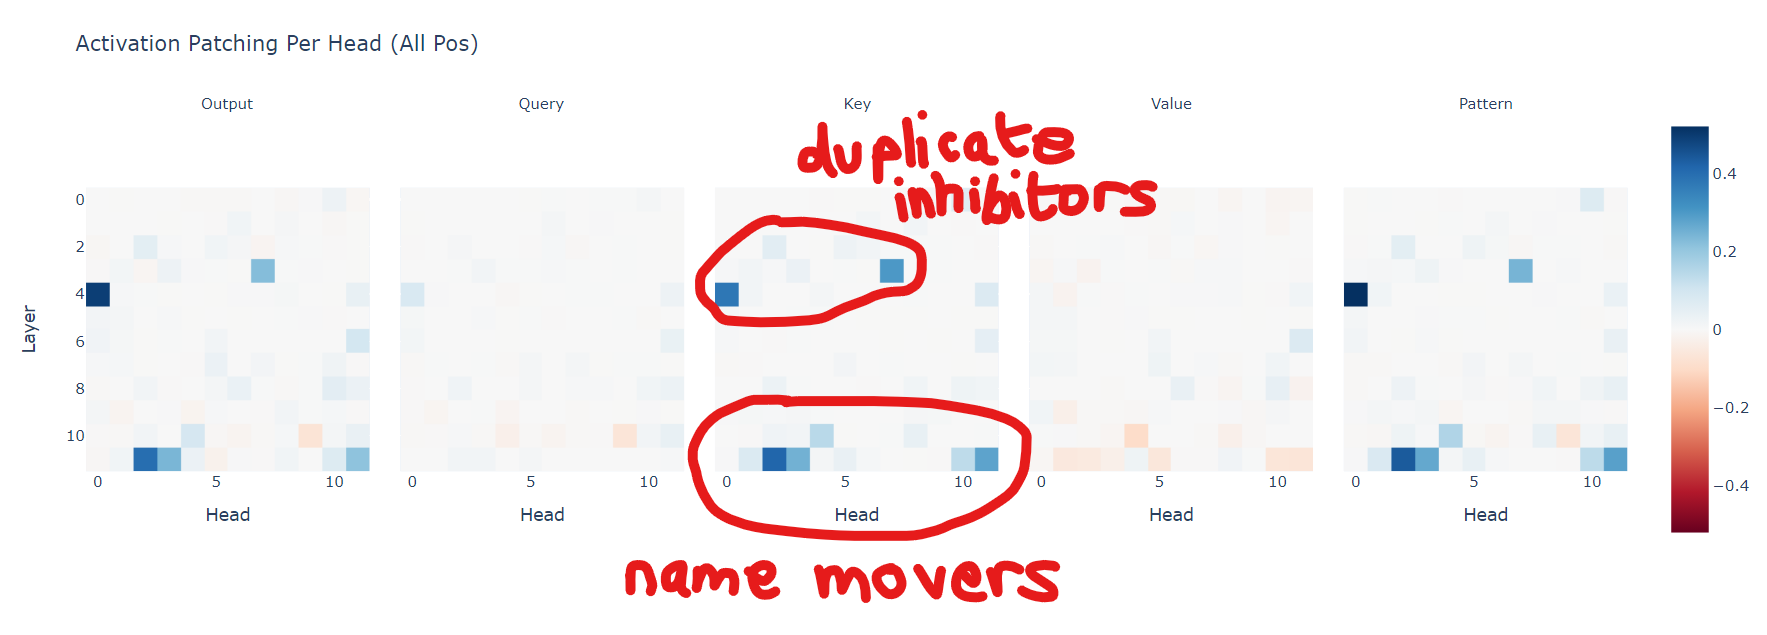 Activation Patching Per Head (All Pos)
Output Query Key Value Pattern
duplicate
inhibitors
name movers
Layer
0
2
4
6
8
10
0 5 10
0 5 10
0 5 10
0 5 10
0 5 10
Head Head Head Head Head
0.4
0.2
0
−0.2
−0.4